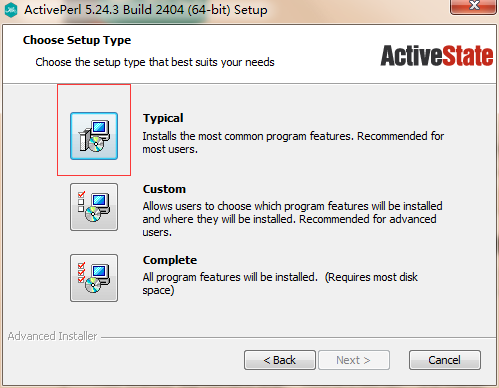 ActivePerl 5.24.3 Build 2404 (64-bit) Setup
Choose Setup Type
Choose the setup type that best suits your needs
ActiveState
Typical
Installs the most common program features. Recommended for
most users.
Custom
Allows users to choose which program features will be installed
and where they will be installed. Recommended for advanced
users.
Complete
All program features will be installed. (Requires most disk
space)
Advanced Installer
< Back
Next >
Cancel